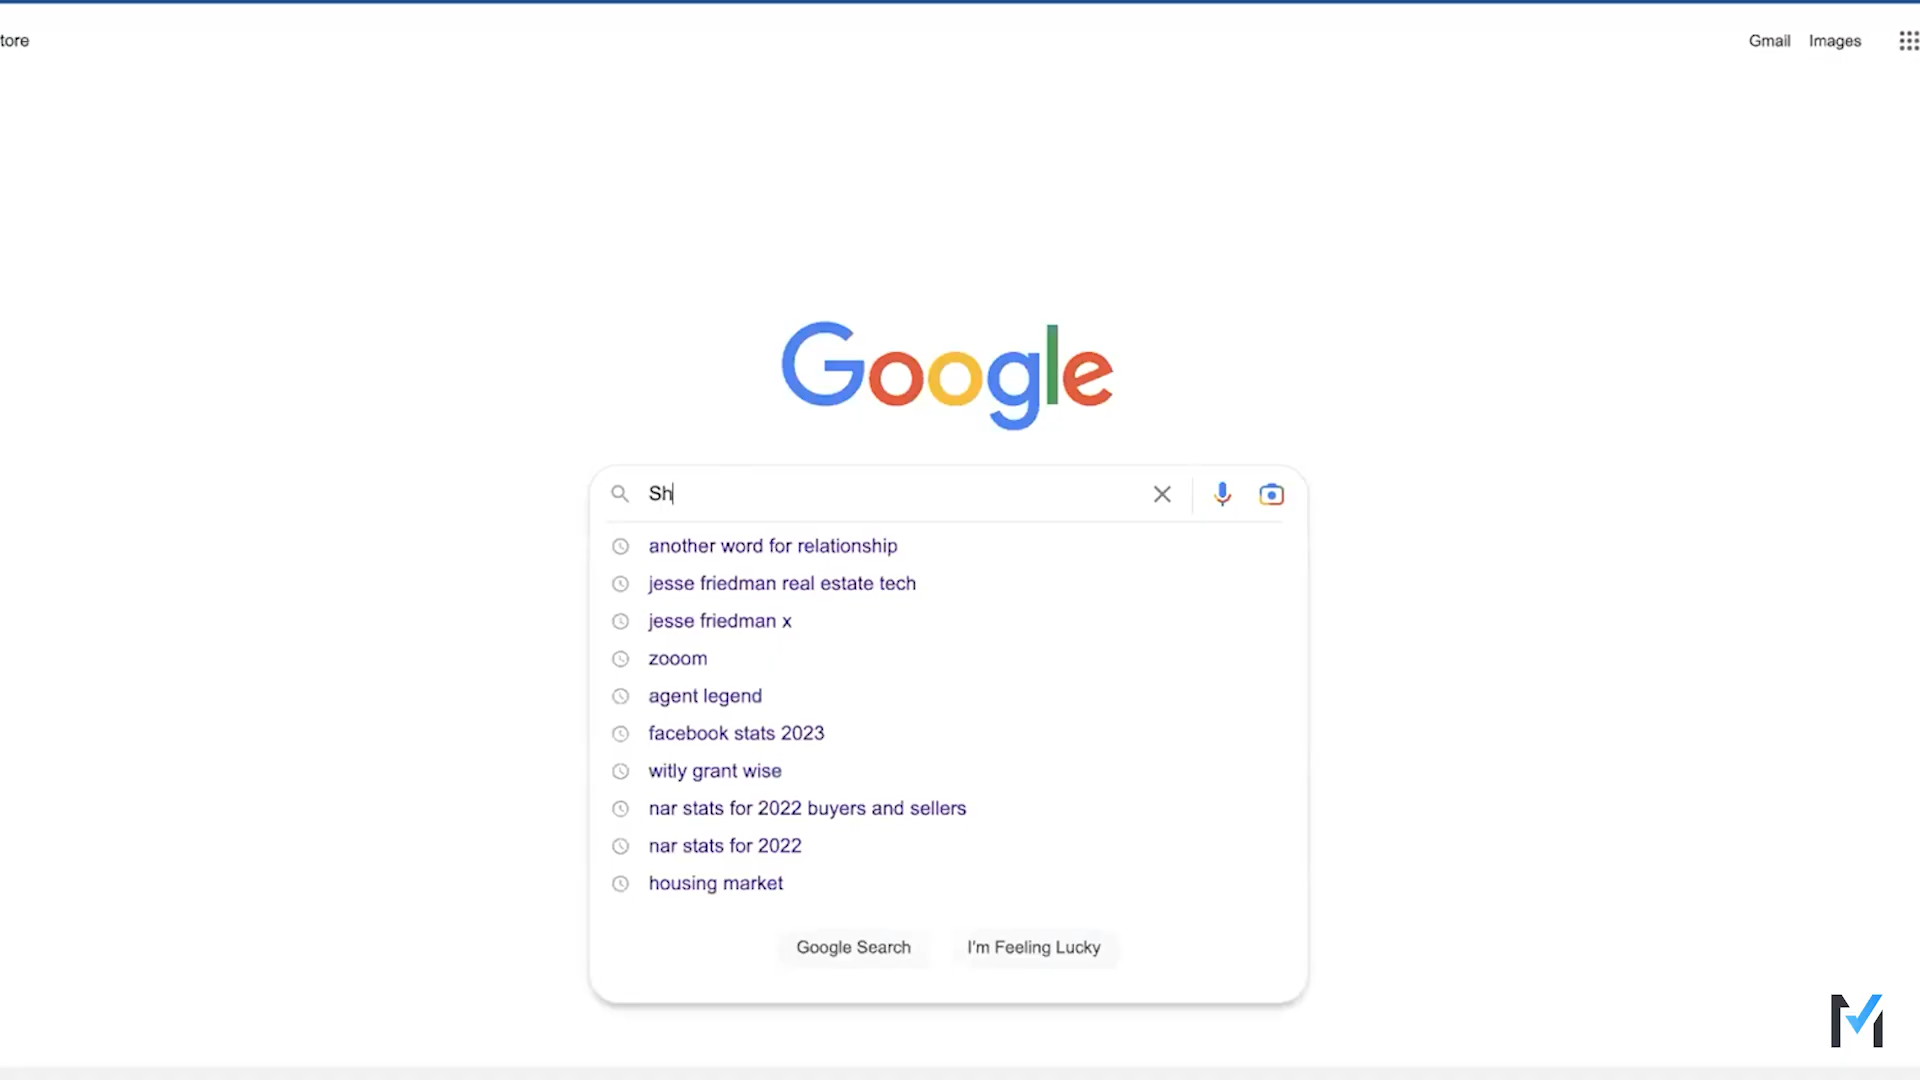 tore
Gmail Images
Google
Sh
another word for relationship
jesse friedman real estate tech
jesse friedman x
zooom
agent legend
facebook stats 2023
witly grant wise
nar stats for 2022 buyers and sellers
nar stats for 2022
housing market
Google Search I'm Feeling Lucky